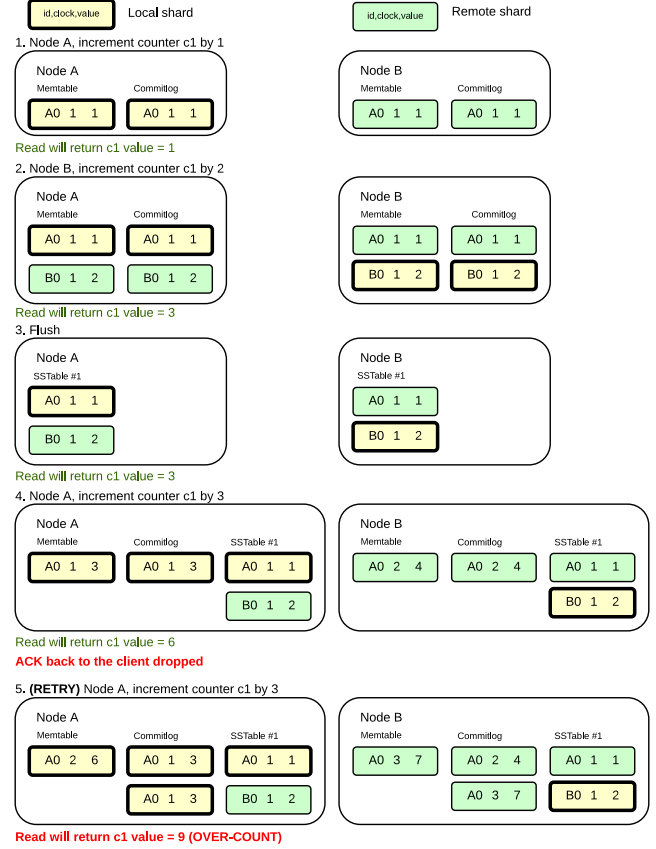 id,clock,value Local shard id,clock,value Remote shard
1. Node A, increment counter c1 by 1
Node A Node B
Memtable Commitlog Memtable Commitlog
A0 1 1 A0 1 1 A0 1 1 A0 1 1
Read will return c1 value = 1
2. Node B, increment counter c1 by 2
Node A Node B
Memtable Commitlog Memtable Commitlog
A0 1 1 A0 1 1 A0 1 1 A0 1 1
B0 1 2 B0 1 2 B0 1 2 B0 1 2
Read will return c1 value = 3
3. Flush
Node A Node B
SSTable #1 SSTable #1
A0 1 1 A0 1 1
B0 1 2 B0 1 2
Read will return c1 value = 3
4. Node A, increment counter c1 by 3
Node A Node B
Memtable Commitlog SSTable #1 Memtable Commitlog SSTable #1
A0 1 3 A0 1 3 A0 1 1 A0 2 4 A0 2 4 A0 1 1
B0 1 2 B0 1 2
Read will return c1 value = 6
ACK back to the client dropped
5. (RETRY) Node A, increment counter c1 by 3
Node A Node B
Memtable Commitlog SSTable #1 Memtable Commitlog SSTable #1
A0 2 6 A0 1 3 A0 1 1 A0 3 7 A0 2 4 A0 1 1
A0 1 3 B0 1 2 A0 3 7 B0 1 2
Read will return c1 value = 9 (OVER-COUNT)